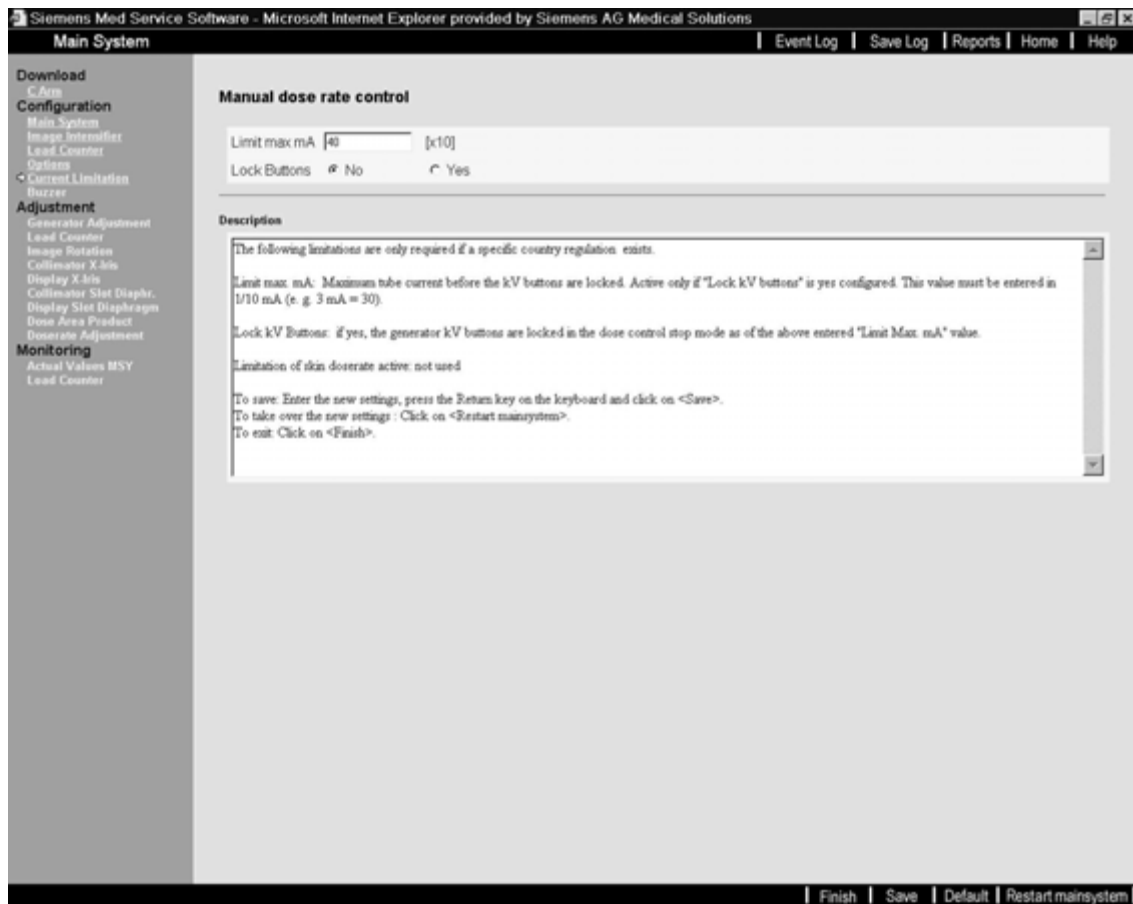 Siemens Med Service Software - Microsoft Internet Explorer provided by Siemens AG Medical Solutions
Main System
Event Log | Save Log | Reports | Home | Help
Download
C Arm
Configuration
Main System
Image Intensifier
Load Counter
Options
Current Limitation
Buzzer
Adjustment
Generator Adjustment
Load Counter
Image Rotation
Collimator X-Iris
Display X-Iris
Collimator Slot Diaphr.
Display Slot Diaphragm
Dose Area Product
Doserate Adjustment
Monitoring
Actual Values MSY
Load Counter
Manual dose rate control
Limit max mA 40 [x10]
Lock Buttons No Yes
Description
The following limitations are only required if a specific country regulation exists.
Limit max. mA: Maximum tube current before the kV buttons are locked. Active only if "Lock kV buttons" is yes configured. This value must be entered in
1/10 mA (e. g. 3 mA = 30).
Lock kV Buttons: if yes, the generator kV buttons are locked in the dose control stop mode as of the above entered "Limit Max. mA" value.
Limitation of skin doserate active: not used
To save: Enter the new settings, press the Return key on the keyboard and click on <Save>.
To take over the new settings : Click on <Restart mainsystem>.
To exit: Click on <Finish>.
Finish | Save | Default | Restart mainsystem